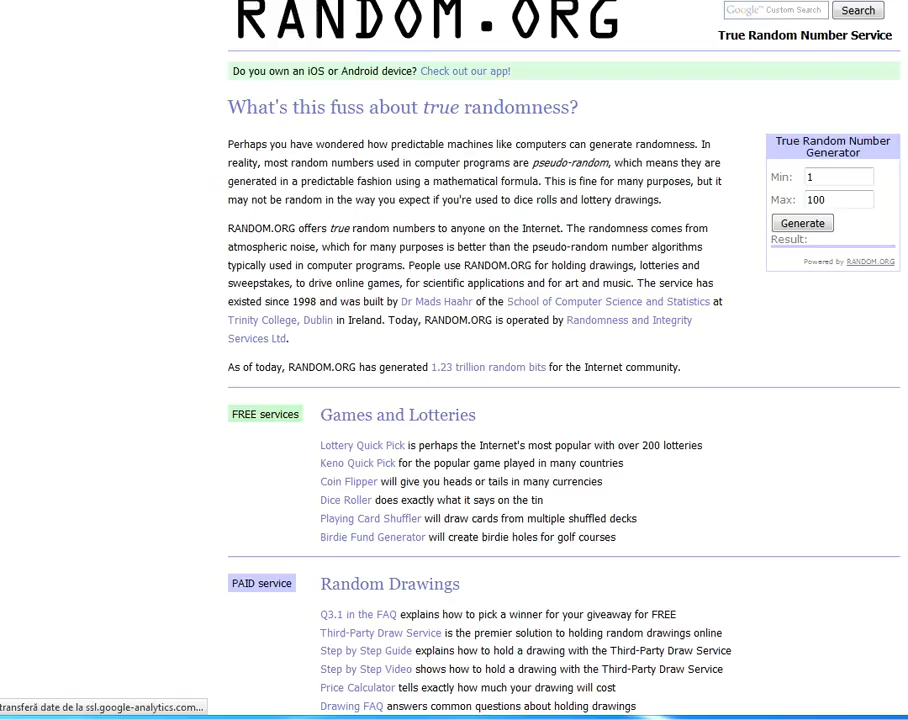 RANDOM.ORG
Google™ Custom Search
Search
True Random Number Service
Do you own an iOS or Android device? Check out our app!
What's this fuss about true randomness?
Perhaps you have wondered how predictable machines like computers can generate randomness. In
reality, most random numbers used in computer programs are pseudo-random, which means they are
generated in a predictable fashion using a mathematical formula. This is fine for many purposes, but it
may not be random in the way you expect if you're used to dice rolls and lottery drawings.
RANDOM.ORG offers true random numbers to anyone on the Internet. The randomness comes from
atmospheric noise, which for many purposes is better than the pseudo-random number algorithms
typically used in computer programs. People use RANDOM.ORG for holding drawings, lotteries and
sweepstakes, to drive online games, for scientific applications and for art and music. The service has
existed since 1998 and was built by Dr Mads Haahr of the School of Computer Science and Statistics at
Trinity College, Dublin in Ireland. Today, RANDOM.ORG is operated by Randomness and Integrity
Services Ltd.
As of today, RANDOM.ORG has generated 1.23 trillion random bits for the Internet community.
True Random Number
Generator
Min: 1
Max: 100
Generate
Result:
Powered by RANDOM.ORG
FREE services
Games and Lotteries
Lottery Quick Pick is perhaps the Internet's most popular with over 200 lotteries
Keno Quick Pick for the popular game played in many countries
Coin Flipper will give you heads or tails in many currencies
Dice Roller does exactly what it says on the tin
Playing Card Shuffler will draw cards from multiple shuffled decks
Birdie Fund Generator will create birdie holes for golf courses
PAID service
Random Drawings
Q3.1 in the FAQ explains how to pick a winner for your giveaway for FREE
Third-Party Draw Service is the premier solution to holding random drawings online
Step by Step Guide explains how to hold a drawing with the Third-Party Draw Service
Step by Step Video shows how to hold a drawing with the Third-Party Draw Service
Price Calculator tells exactly how much your drawing will cost
Drawing FAQ answers common questions about holding drawings
transferă date de la ssl.google-analytics.com...